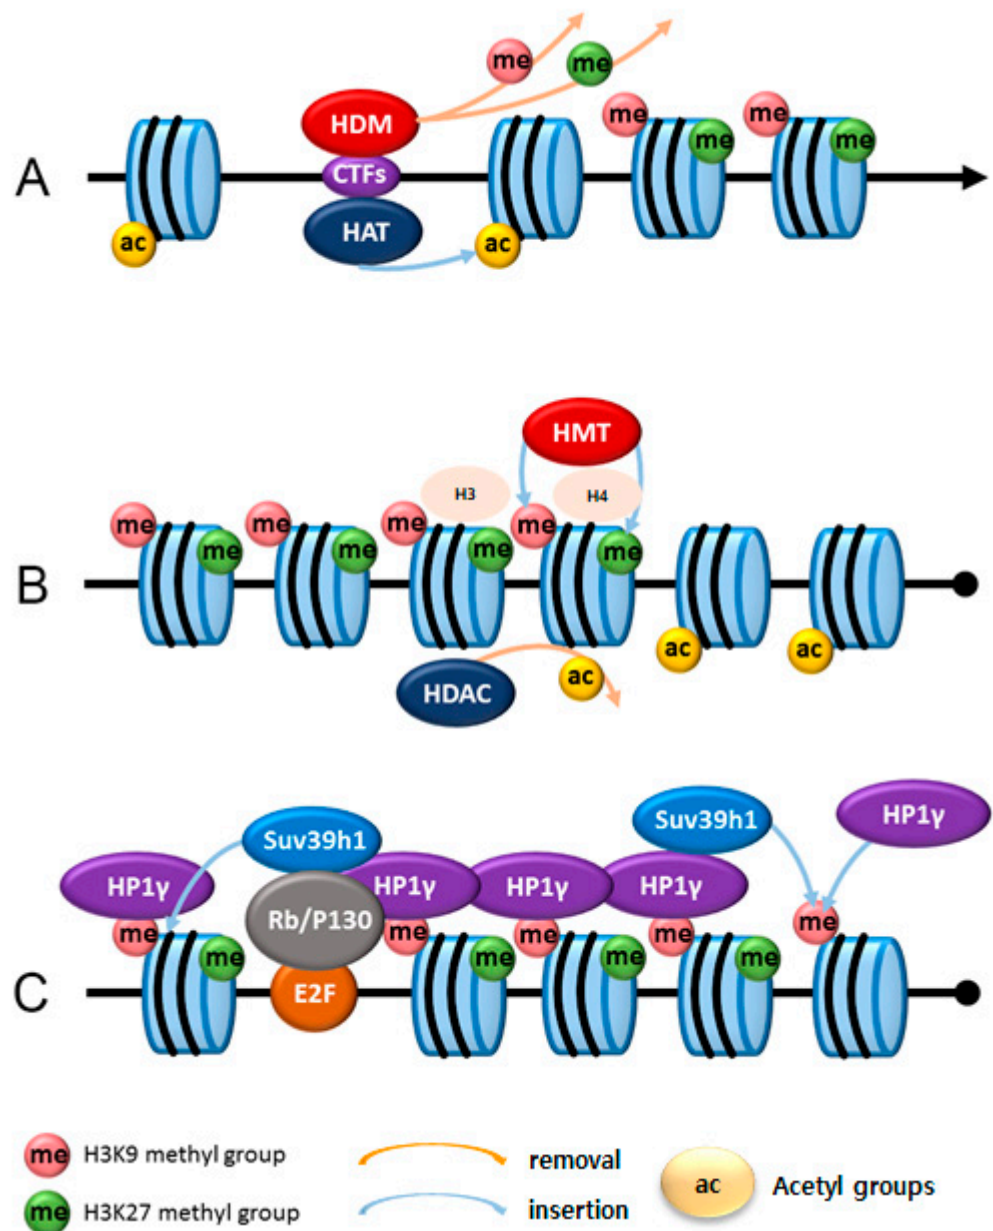 me
me
HDM
me
me
me
me
CTFs
A
HAT
ac
ac
HMT
H3
H4
me
me
me
me
me
me
me
me
B
ac
ac
HDAC
ac
Suv39h1
Suv39h1
HP1γ
HP1γ
HP1γ
HP1γ
HP1γ
Rb/P130
me
me
me
me
me
me
me
me
me
C
E2F
me H3K9 methyl group
removal
ac Acetyl groups
me H3K27 methyl group
insertion